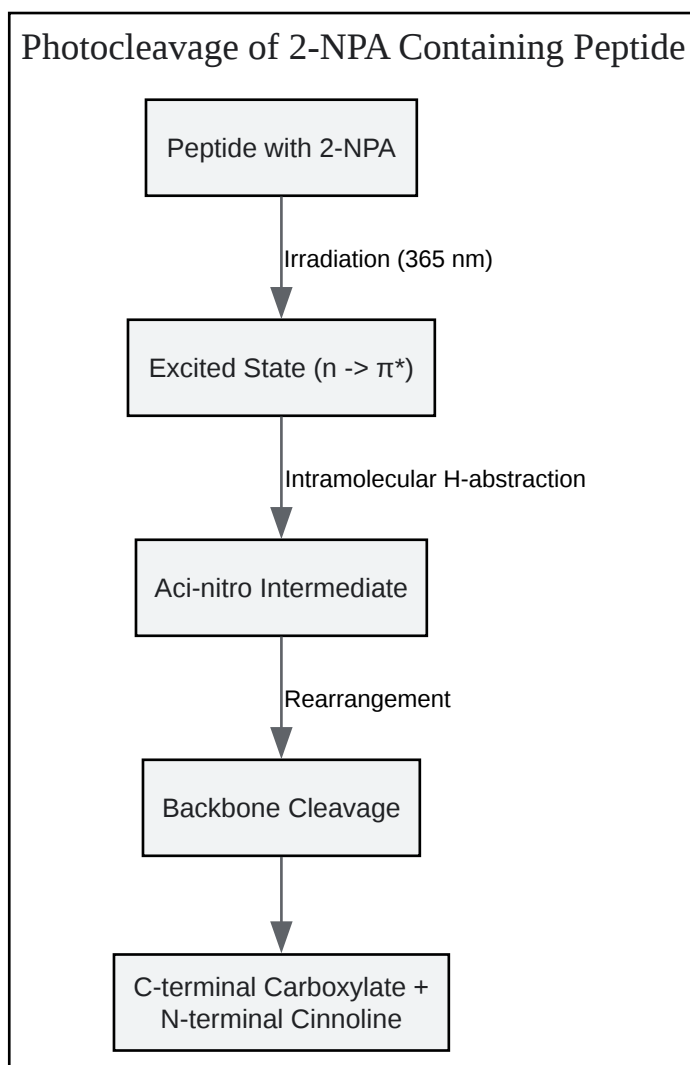 Photocleavage of 2-NPA Containing Peptide
Peptide with 2-NPA
Irradiation (365 nm)
Excited State (n -> π*)
Intramolecular H-abstraction
Aci-nitro Intermediate
Rearrangement
Backbone Cleavage
C-terminal Carboxylate +
N-terminal Cinnoline